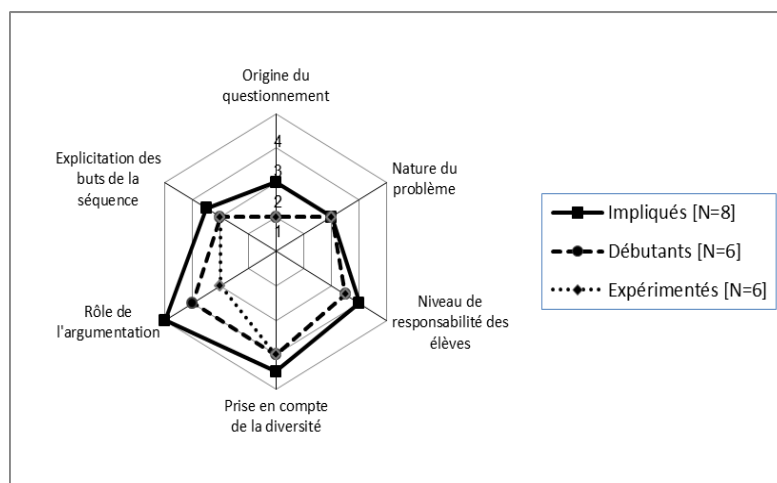 Origine du
questionnement
Explicitation des
buts de la
séquence
Nature du
problème
4
3
2
1
Rôle de
l'argumentation
Niveau de
responsabilité des
élèves
Prise en compte
de la diversité
Impliqués [N=8]
Débutants [N=6]
Expérimentés [N=6]